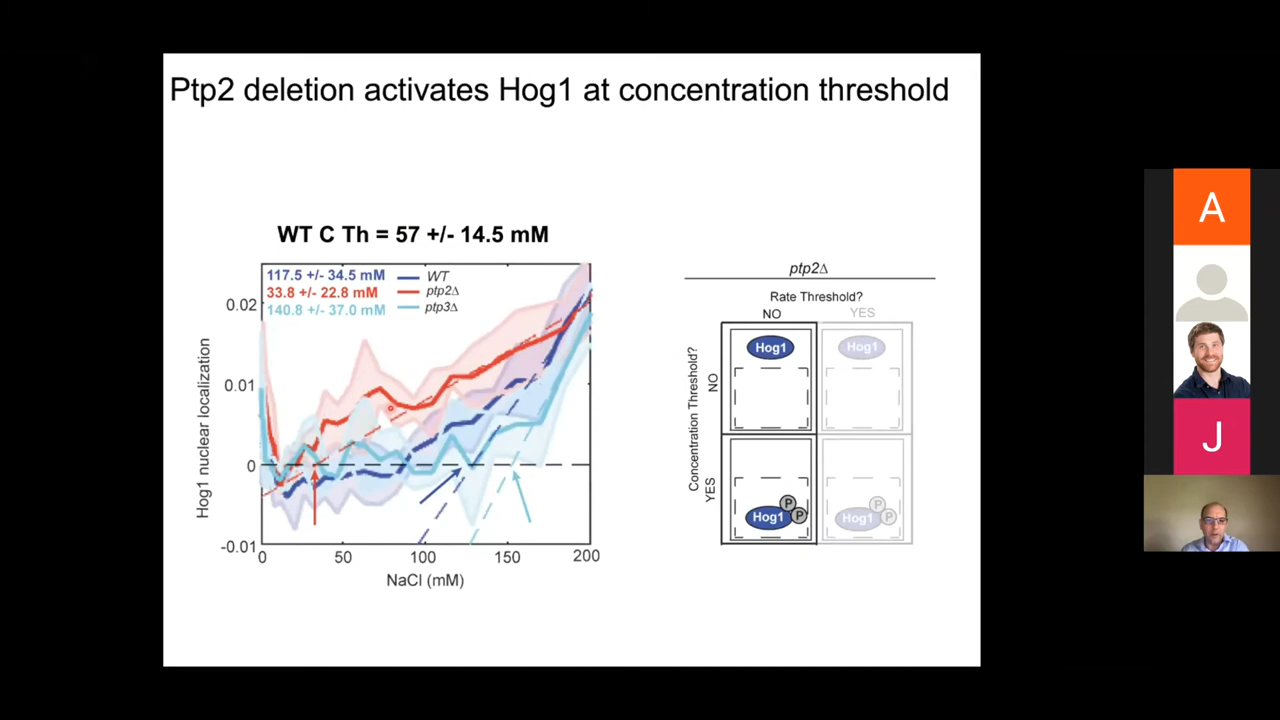 Ptp2 deletion activates Hog1 at concentration threshold
WT C Th = 57 +/- 14.5 mM
117.5 +/- 34.5 mM WT
33.8 +/- 22.8 mM ptp2Δ
140.8 +/- 37.0 mM ptp3Δ
0.02
0.01
0
-0.01
Hog1 nuclear localization
0 50 100 150 200
NaCl (mM)
ptp2Δ
Rate Threshold?
NO YES
Concentration Threshold?
NO
YES
Hog1 Hog1
Hog1 P P Hog1 P P
A
J